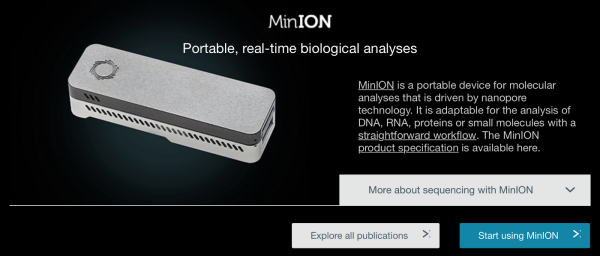 MinION
Portable, real-time biological analyses
MinION is a portable device for molecular
analyses that is driven by nanopore
technology. It is adaptable for the analysis of
DNA, RNA, proteins or small molecules with a
straightforward workflow. The MinION
product specification is available here.
More about sequencing with MinION
Explore all publications
Start using MinION